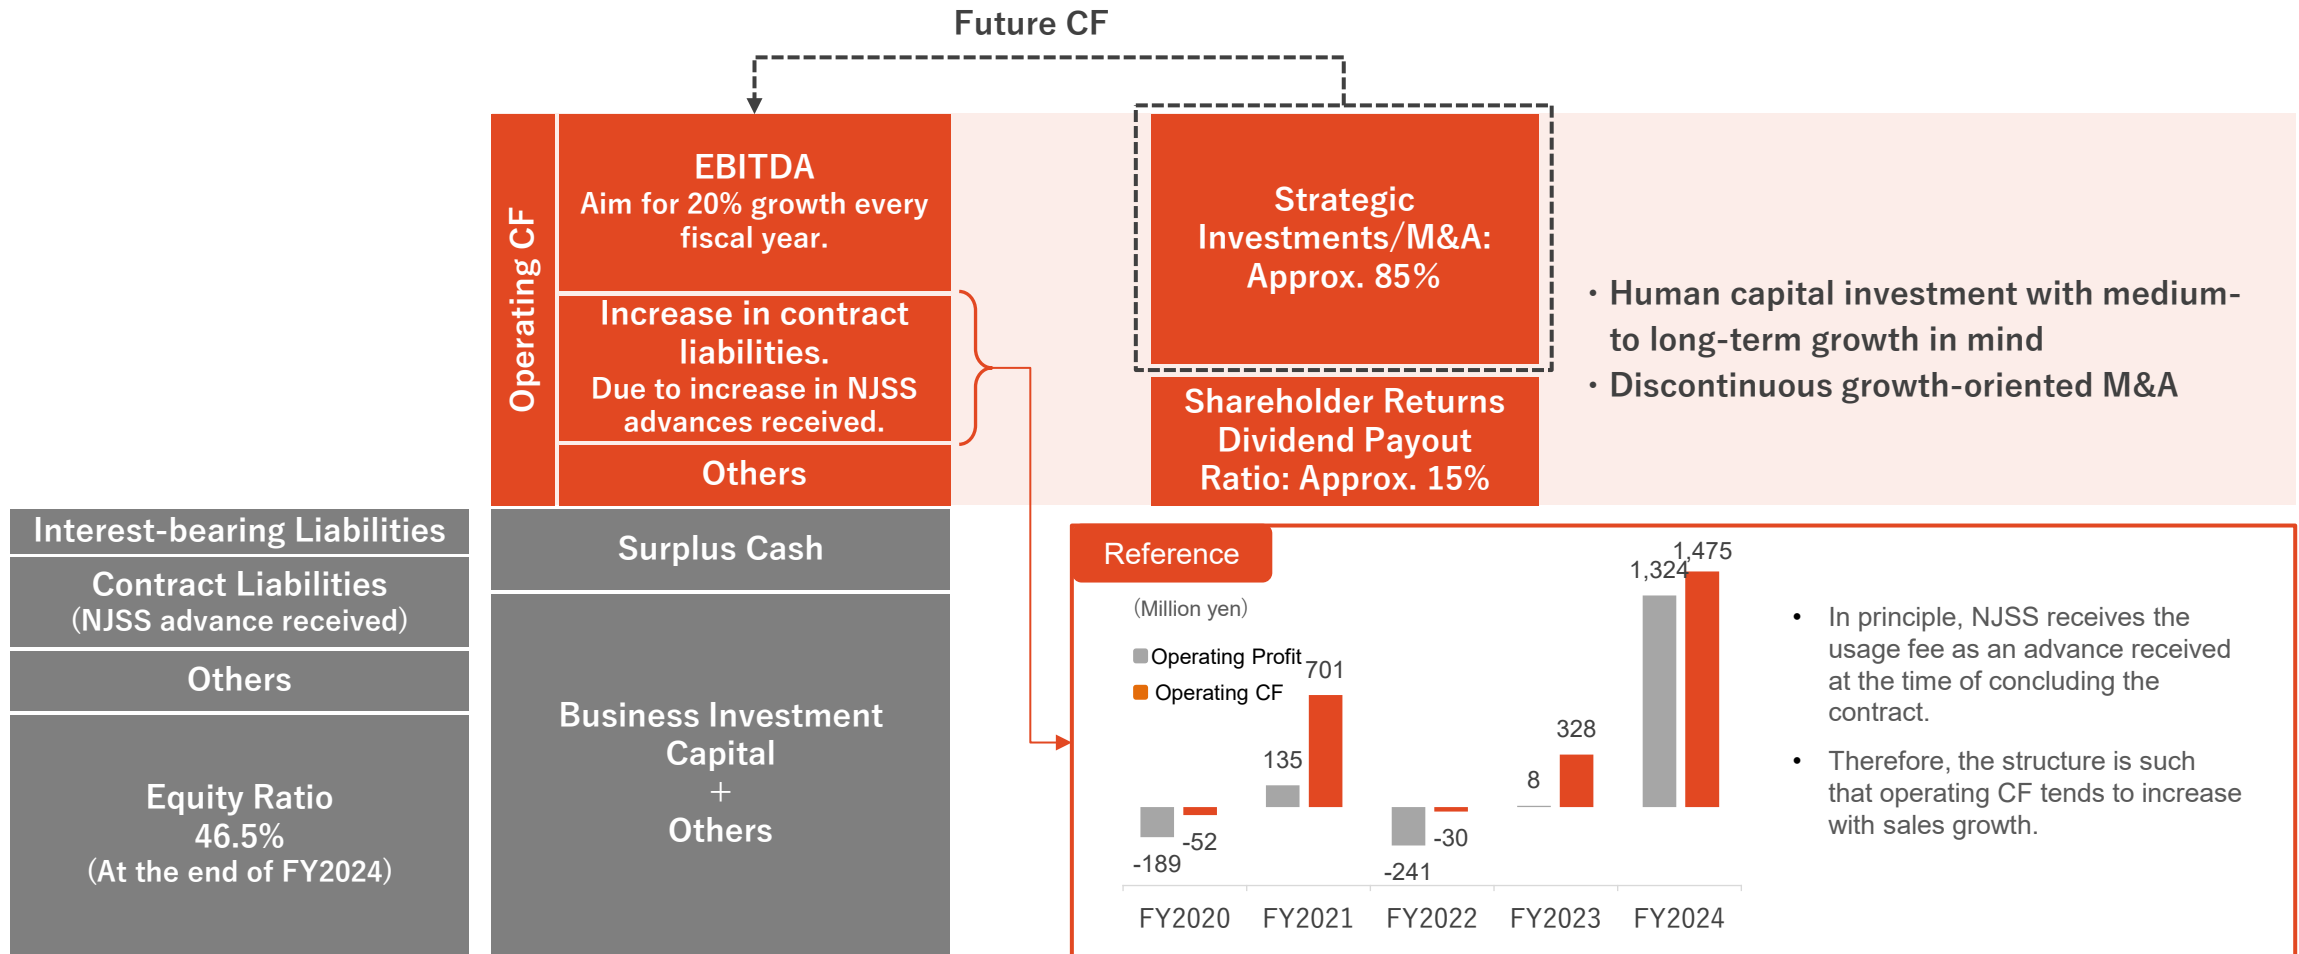 Future CF
Operating CF
EBITDA
Aim for 20% growth every
fiscal year.
Increase in contract
liabilities.
Due to increase in NJSS
advances received.
Others
Strategic
Investments/M&A:
Approx. 85%
Shareholder Returns
Dividend Payout
Ratio: Approx. 15%
・Human capital investment with medium-
to long-term growth in mind
・Discontinuous growth-oriented M&A
Interest-bearing Liabilities
Contract Liabilities
(NJSS advance received)
Others
Equity Ratio
46.5%
(At the end of FY2024)
Surplus Cash
Business Investment
Capital
+
Others
Reference
(Million yen)
Operating Profit
Operating CF
-189
-52
135
701
-241
-30
8
328
1,324
1,475
FY2020
FY2021
FY2022
FY2023
FY2024
• In principle, NJSS receives the
usage fee as an advance received
at the time of concluding the
contract.
• Therefore, the structure is such
that operating CF tends to increase
with sales growth.